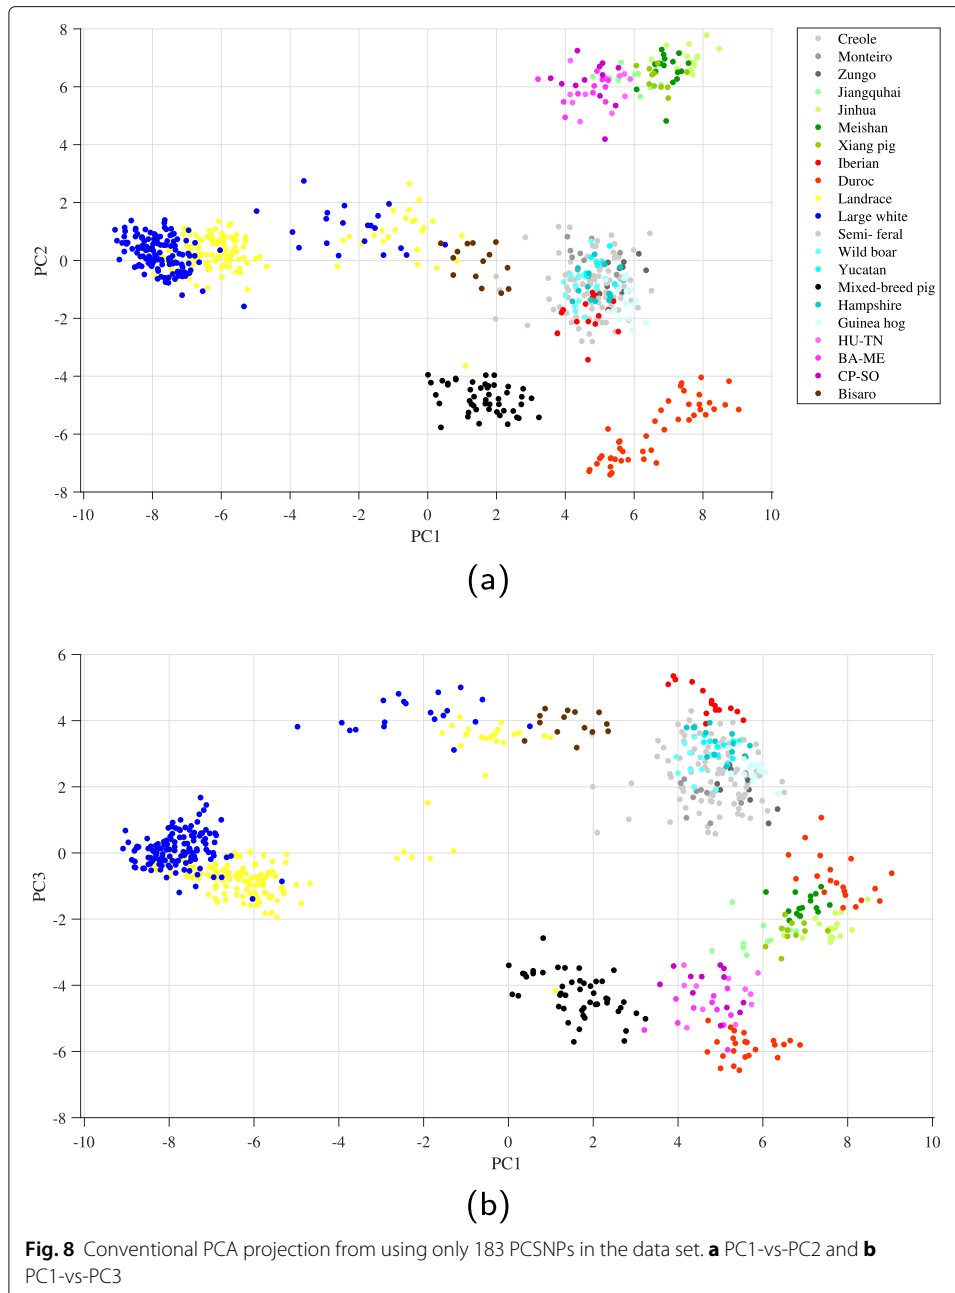 8
6
4
2
0
-2
-4
-6
-8
PC2
-10
-8
-6
-4
-2
0
2
4
6
8
10
PC1
Creole
Monteiro
Zungo
Jiangquhai
Jinhua
Meishan
Xiang pig
Iberian
Duroc
Landrace
Large white
Semi- feral
Wild boar
Yucatan
Mixed-breed pig
Hampshire
Guinea hog
HU-TN
BA-ME
CP-SO
Bisaro
(a)
6
4
2
0
-2
-4
-6
-8
PC3
-10
-8
-6
-4
-2
0
2
4
6
8
10
PC1
(b)
Fig. 8 Conventional PCA projection from using only 183 PCSNPs in the data set. a PC1-vs-PC2 and b
PC1-vs-PC3